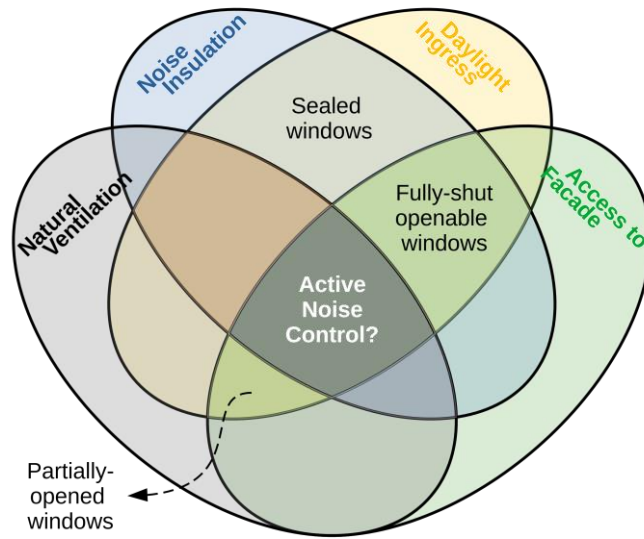 Noise
Insulation
Daylight
Ingress
Sealed
windows
Natural
Ventilation
Fully-shut
openable
windows
Access to
Facade
Active
Noise
Control?
Partially-
opened
windows